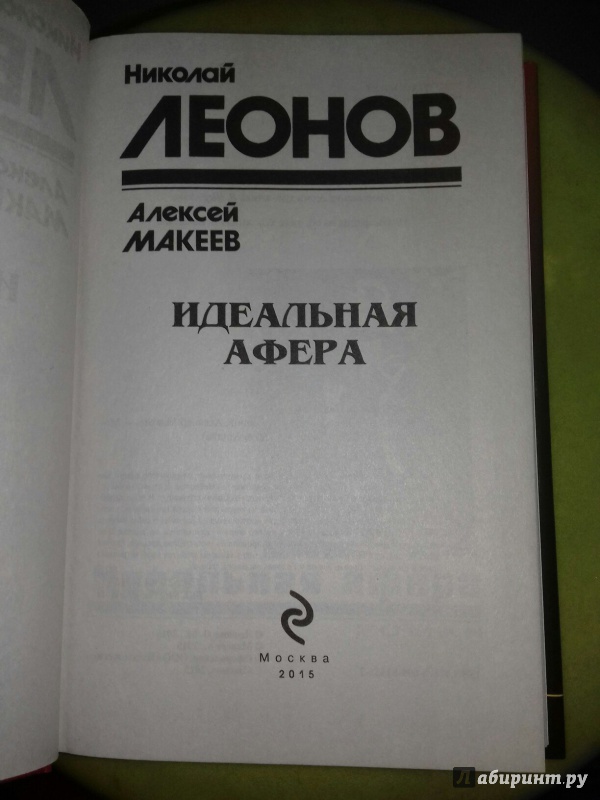 Николай
ЛЕОНОВ
Алексей
МАКЕЕВ
ИДЕАЛЬНАЯ
АФЕРА
Москва
2015
Лабиринт.ру